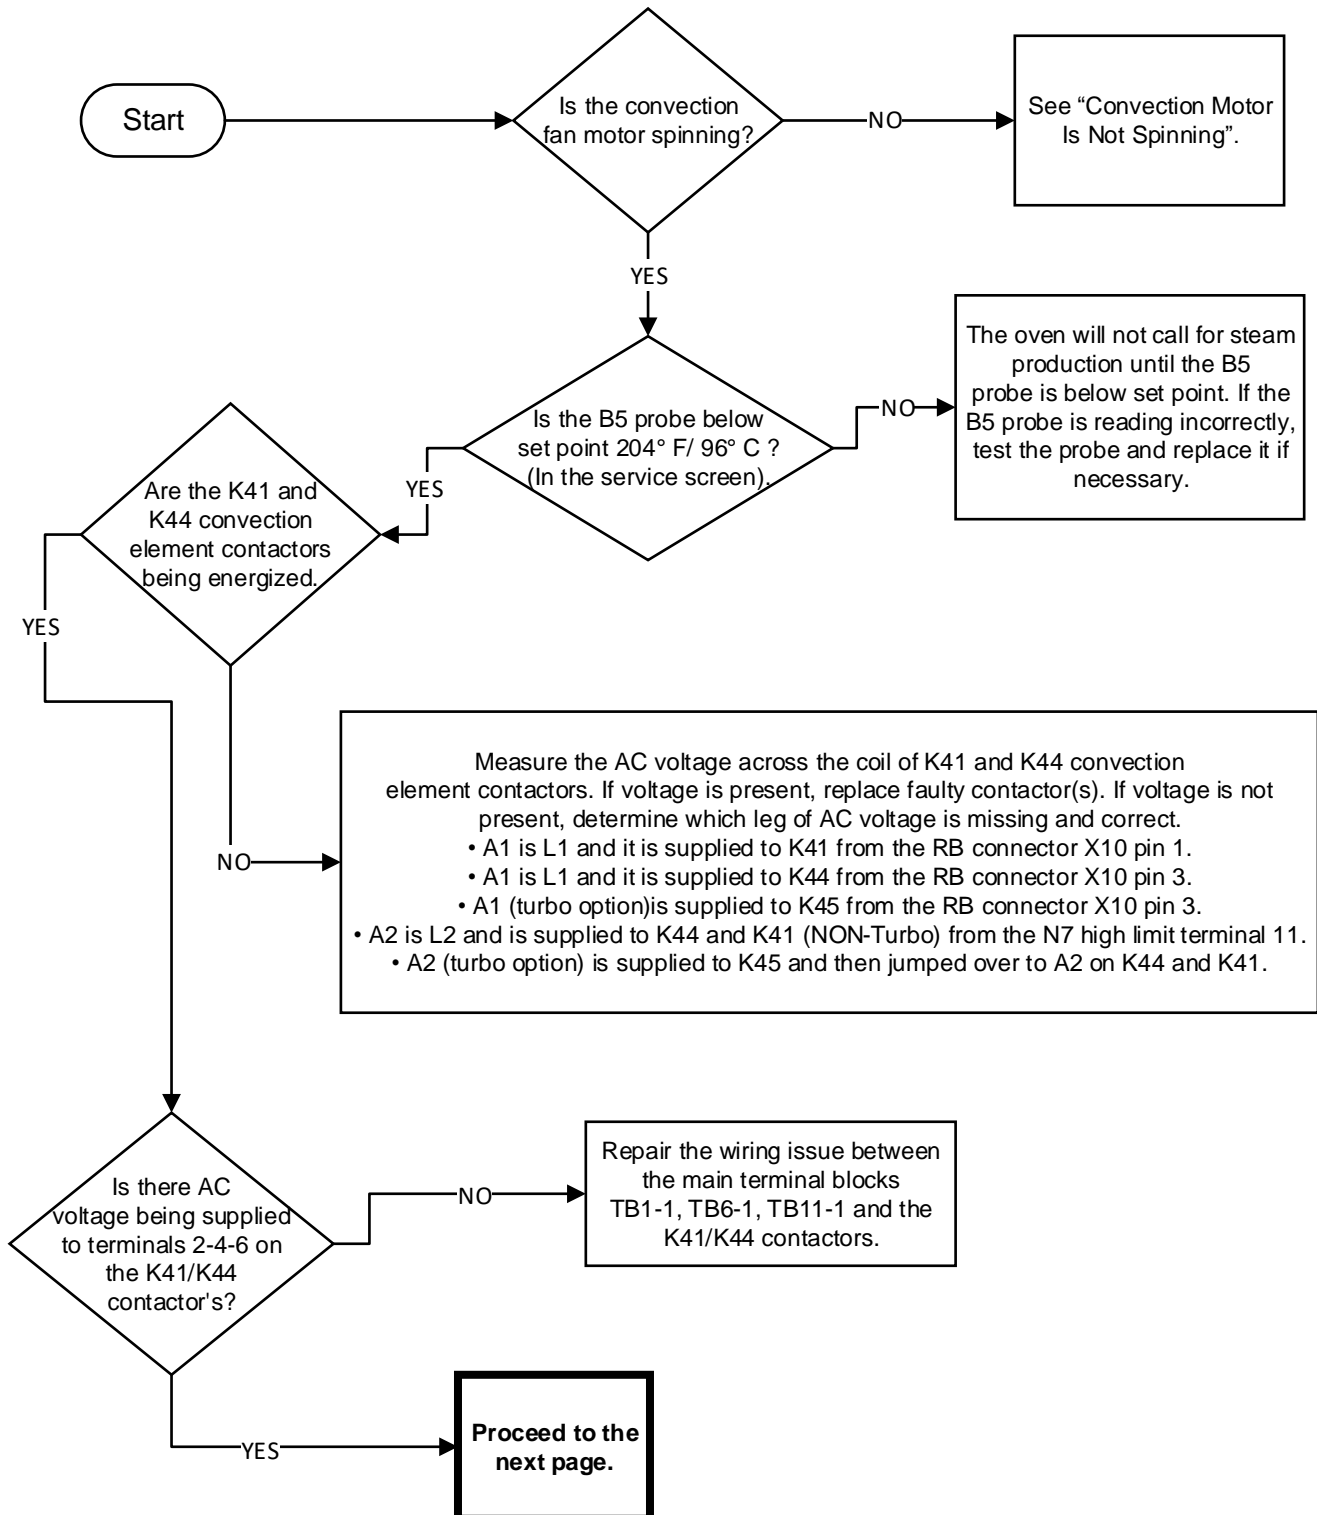 Start
Is the convection
fan motor spinning?
NO
See “Convection Motor
Is Not Spinning”.
YES
Is the B5 probe below
set point 204° F/ 96° C ?
(In the service screen).
NO
The oven will not call for steam
production until the B5
probe is below set point. If the
B5 probe is reading incorrectly,
test the probe and replace it if
necessary.
YES
Are the K41 and
K44 convection
element contactors
being energized.
YES
NO
Measure the AC voltage across the coil of K41 and K44 convection
element contactors. If voltage is present, replace faulty contactor(s). If voltage is not
present, determine which leg of AC voltage is missing and correct.
• A1 is L1 and it is supplied to K41 from the RB connector X10 pin 1.
• A1 is L1 and it is supplied to K44 from the RB connector X10 pin 3.
• A1 (turbo option)is supplied to K45 from the RB connector X10 pin 3.
• A2 is L2 and is supplied to K44 and K41 (NON-Turbo) from the N7 high limit terminal 11.
• A2 (turbo option) is supplied to K45 and then jumped over to A2 on K44 and K41.
Is there AC
voltage being supplied
to terminals 2-4-6 on
the K41/K44
contactor's?
NO
Repair the wiring issue between
the main terminal blocks
TB1-1, TB6-1, TB11-1 and the
K41/K44 contactors.
YES
Proceed to the
next page.